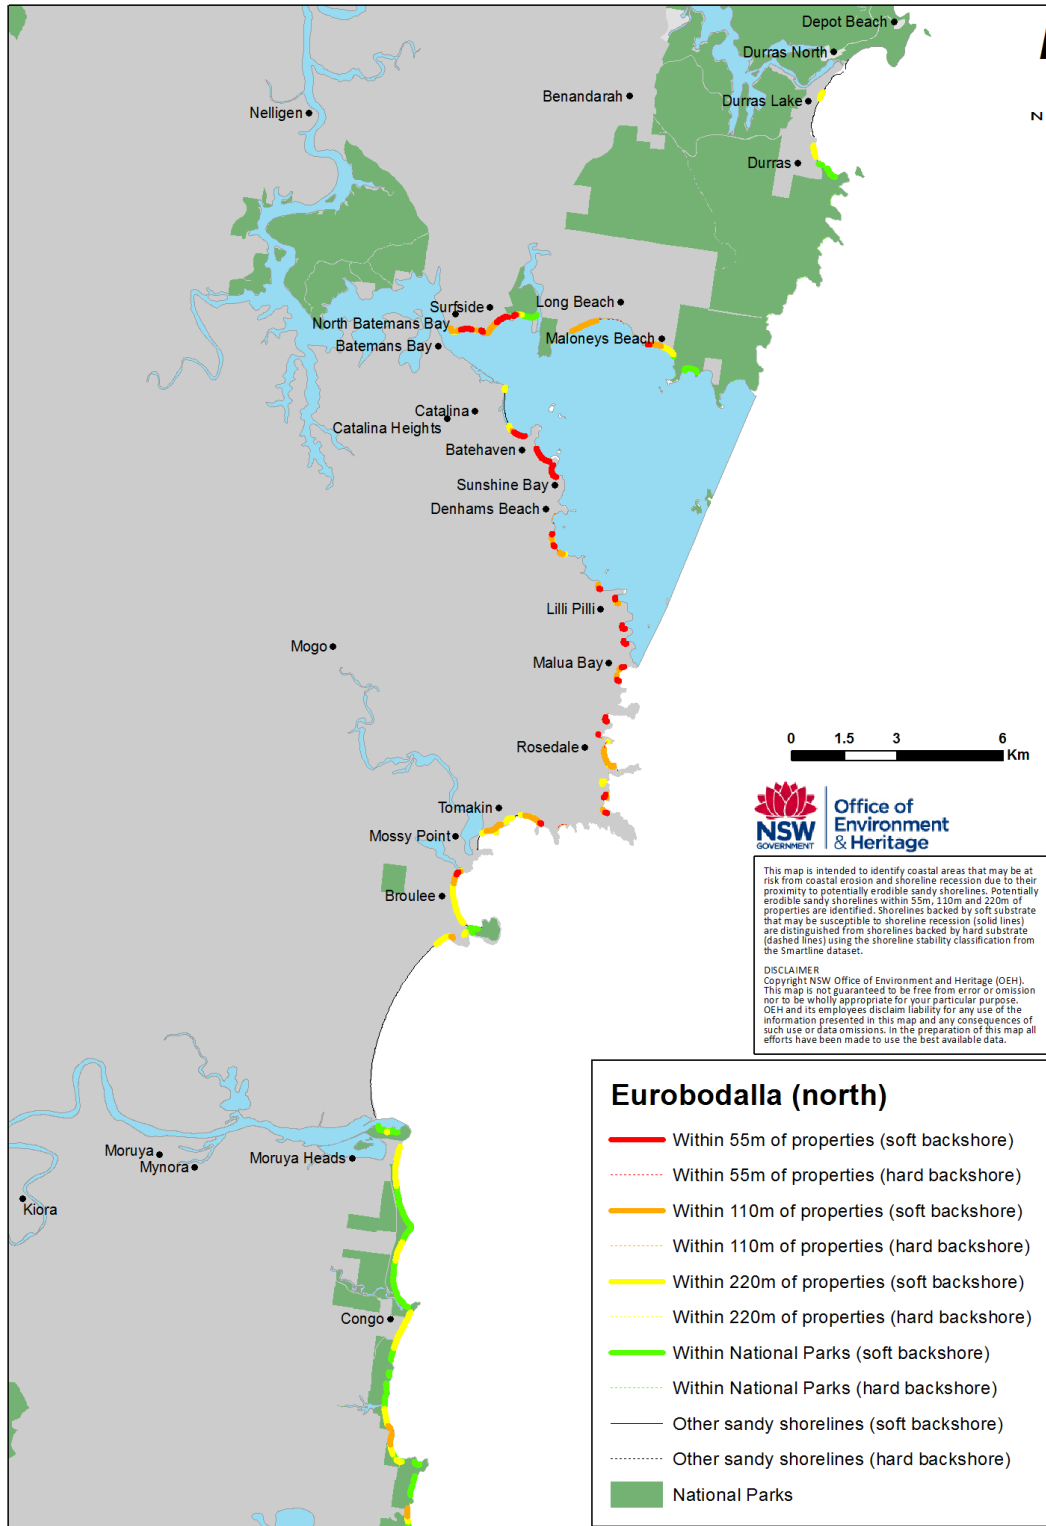 Depot Beach
Durras North
Benandarah
Durras Lake
Nelligen
Z
Durras
Long Beach
Surfside
North Batemans Bay
Maloneys Beach
Batemans Bay
Catalina
Catalina Heights
Batehaven
Sunshine Bay
Denhams Beach
Lilli Pilli
Mogo
Malua Bay
Rosedale
0 1.5 3 6
Km
Tomakin
Mossy Point
Broulee
NSW
GOVERNMENT
Office of
Environment
& Heritage
This map is intended to identify coastal areas that may be at
risk from coastal erosion and shoreline recession due to their
proximity to potentially erodible sandy shorelines. Potentially
erodible sandy shorelines within 55m, 110m and 220m of
properties are identified. Shorelines backed by soft substrate
that may be susceptible to shoreline recession (solid lines)
are distinguished from shorelines backed by hard substrate
(dashed lines) using the shoreline stability classification from
the Smartline dataset.
DISCLAIMER
Copyright NSW Office of Environment and Heritage (OEH).
This map is not guaranteed to be free from error or omission
nor to be wholly appropriate for your particular purpose.
OEH and its employees disclaim liability for any use of the
information presented in this map and any consequences of
such use or data omissions. In the preparation of this map all
efforts have been made to use the best available data.
Moruya
Mynora
Moruya Heads
Kiora
Congo
Eurobodalla (north)
Within 55m of properties (soft backshore)
Within 55m of properties (hard backshore)
Within 110m of properties (soft backshore)
Within 110m of properties (hard backshore)
Within 220m of properties (soft backshore)
Within 220m of properties (hard backshore)
Within National Parks (soft backshore)
Within National Parks (hard backshore)
Other sandy shorelines (soft backshore)
Other sandy shorelines (hard backshore)
National Parks